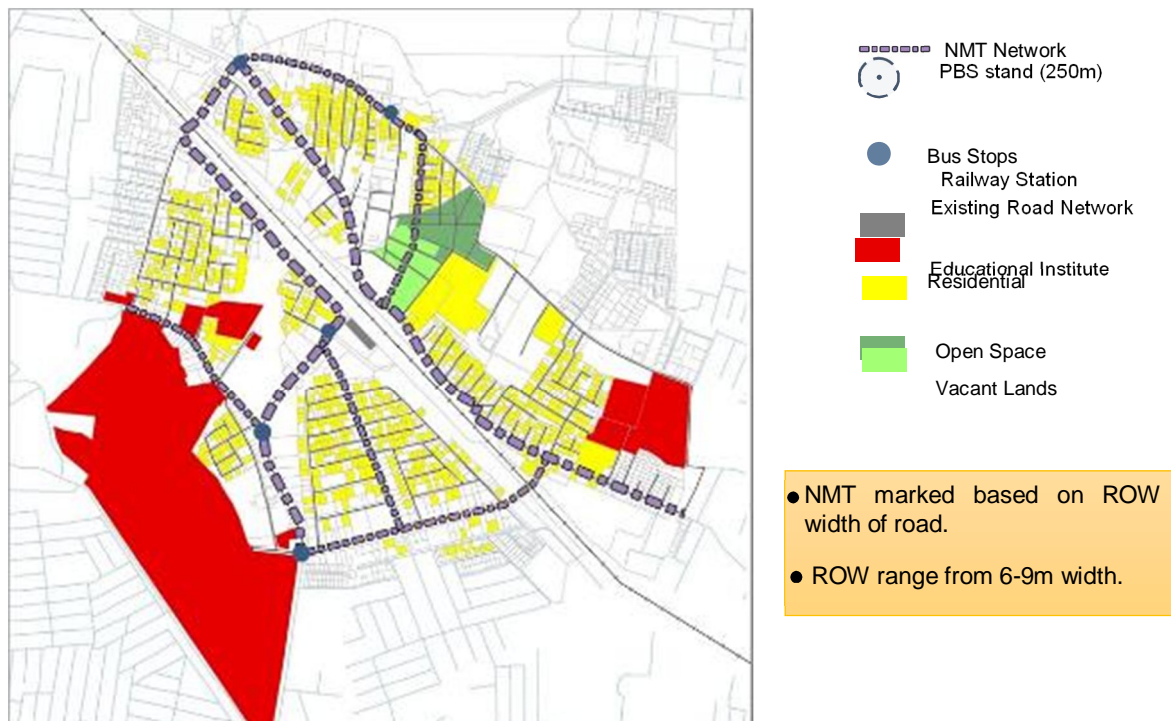 NMT Network
PBS stand (250m)
Bus Stops
Railway Station
Existing Road Network
Educational Institute
Residential
Open Space
Vacant Lands
● NMT marked based on ROW
width of road.
● ROW range from 6-9m width.